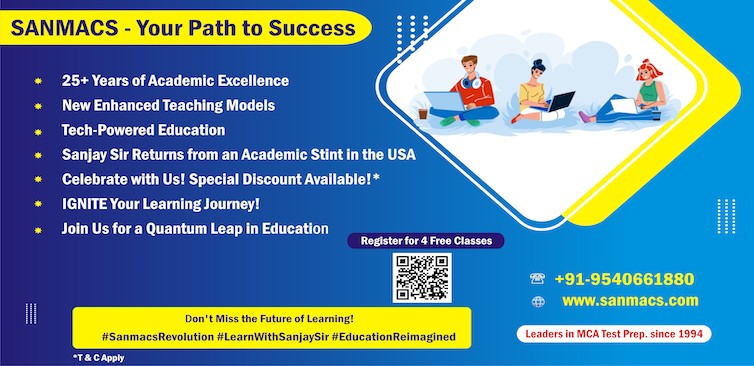 SANMACS - Your Path to Success
25+ Years of Academic Excellence
New Enhanced Teaching Models
Tech-Powered Education
Sanjay Sir Returns from an Academic Stint in the USA
Celebrate with Us! Special Discount Available!*
IGNITE Your Learning Journey!
Join Us for a Quantum Leap in Education
Register for 4 Free Classes
+91-9540661880
www.sanmacs.com
Don't Miss the Future of Learning!
#SanmacsRevolution #LearnWithSanjaySir #EducationReimagined
Leaders in MCA Test Prep. since 1994
*T & C Apply